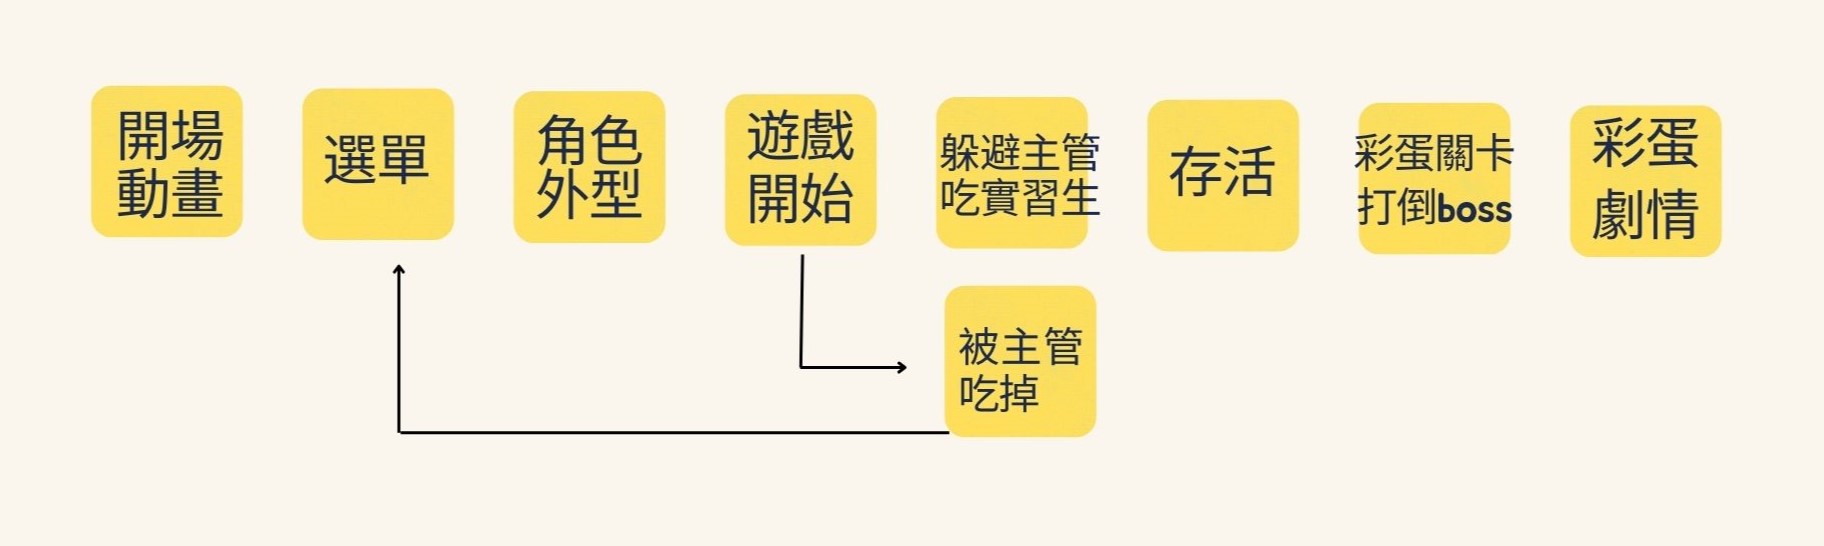 開場
動畫
選單
角色
外型
遊戲
開始
躲避主管
吃實習生
存活
彩蛋關卡
打倒boss
彩蛋
劇情
被主管
吃掉